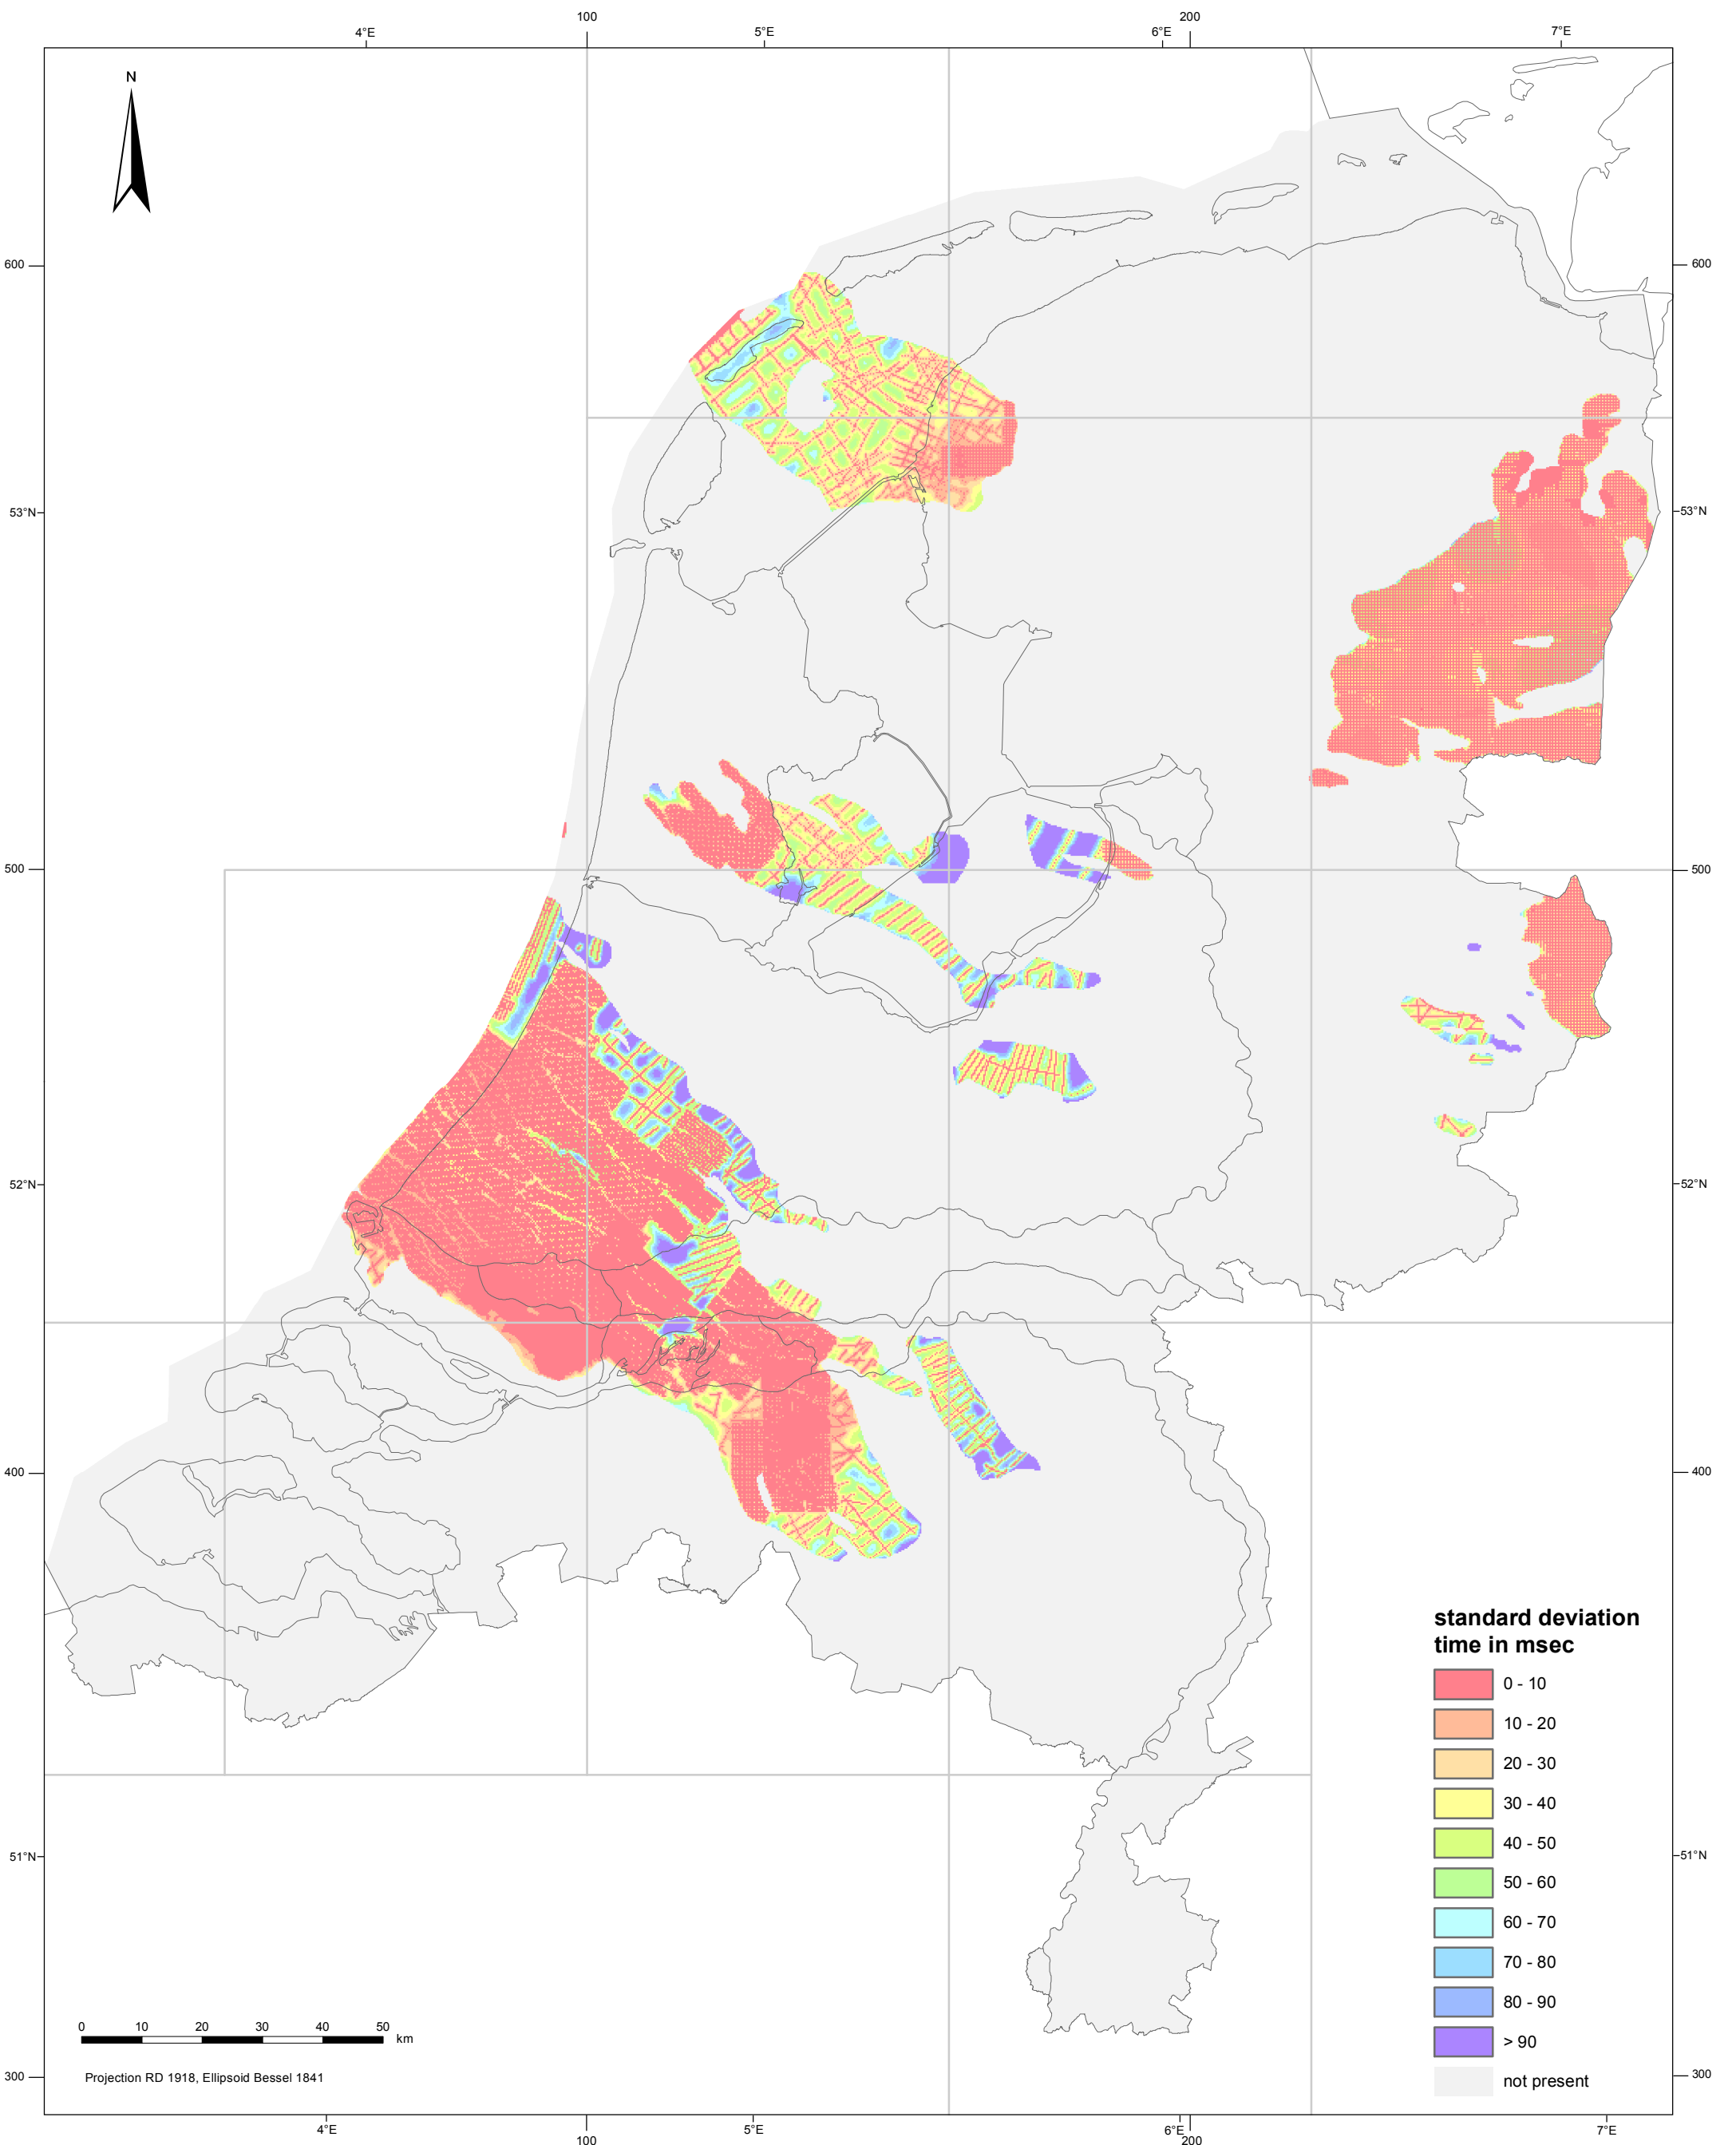 100
200
4°E
5°E
6°E
7°E
N
600
600
53°N
53°N
500
500
52°N
52°N
400
400
standard deviation
time in msec
0 - 10
10 - 20
20 - 30
30 - 40
40 - 50
51°N
51°N
50 - 60
60 - 70
70 - 80
80 - 90
> 90
0 10 20 30 40 50
km
Projection RD 1918, Ellipsoid Bessel 1841
300
not present
300
4°E
5°E
6°E
7°E
100
200